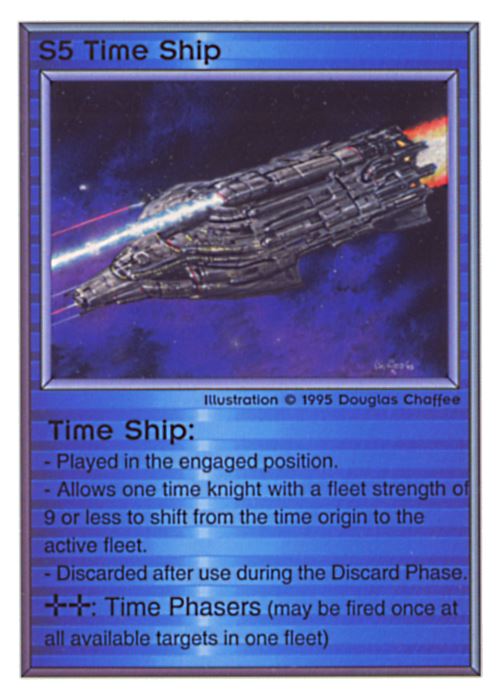 S5 Time Ship
Illustration © 1995 Douglas Chaffee
Time Ship:
- Played in the engaged position.
- Allows one time knight with a fleet strength of
9 or less to shift from the time origin to the
active fleet.
- Discarded after use during the Discard Phase.
✢✢: Time Phasers (may be fired once at
all available targets in one fleet)